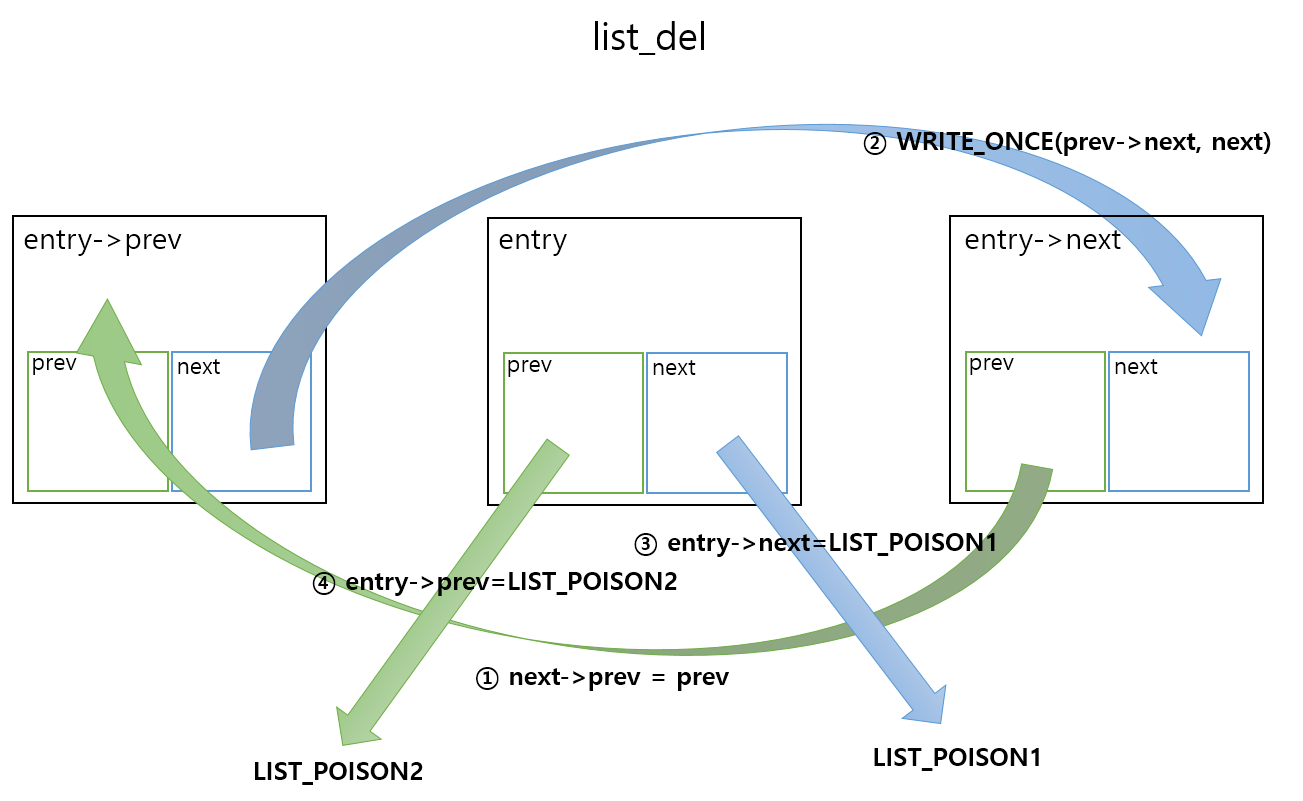 list_del
② WRITE_ONCE(prev->next, next)
entry->prev
entry
entry->next
prev
next
prev
next
prev
next
③ entry->next=LIST_POISON1
④ entry->prev=LIST_POISON2
① next->prev = prev
LIST_POISON2
LIST_POISON1